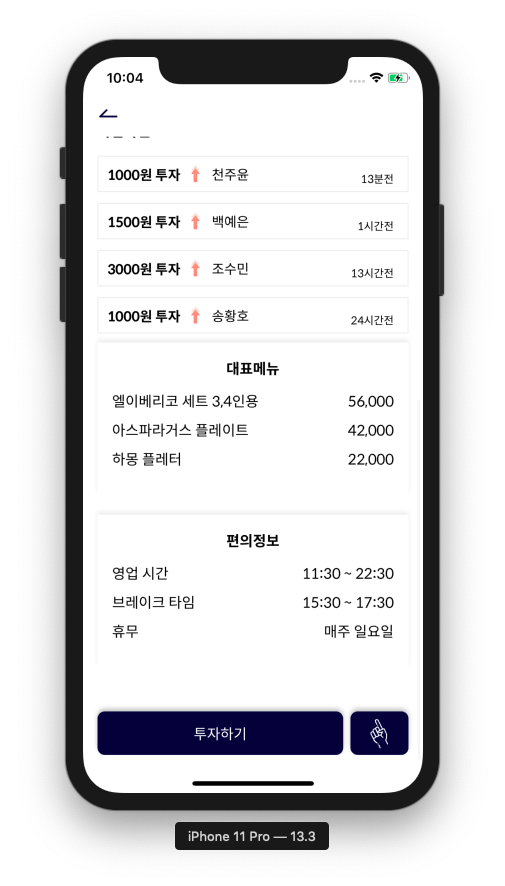 10:04
1000원 투자 천주윤 13분전
1500원 투자 백예은 1시간전
3000원 투자 조수민 13시간전
1000원 투자 송황호 24시간전
대표메뉴
엘이베리코 세트 3,4인용 56,000
아스파라거스 플레이트 42,000
하몽 플레터 22,000
편의정보
영업 시간 11:30 ~ 22:30
브레이크 타임 15:30 ~ 17:30
휴무 매주 일요일
투자하기
iPhone 11 Pro — 13.3